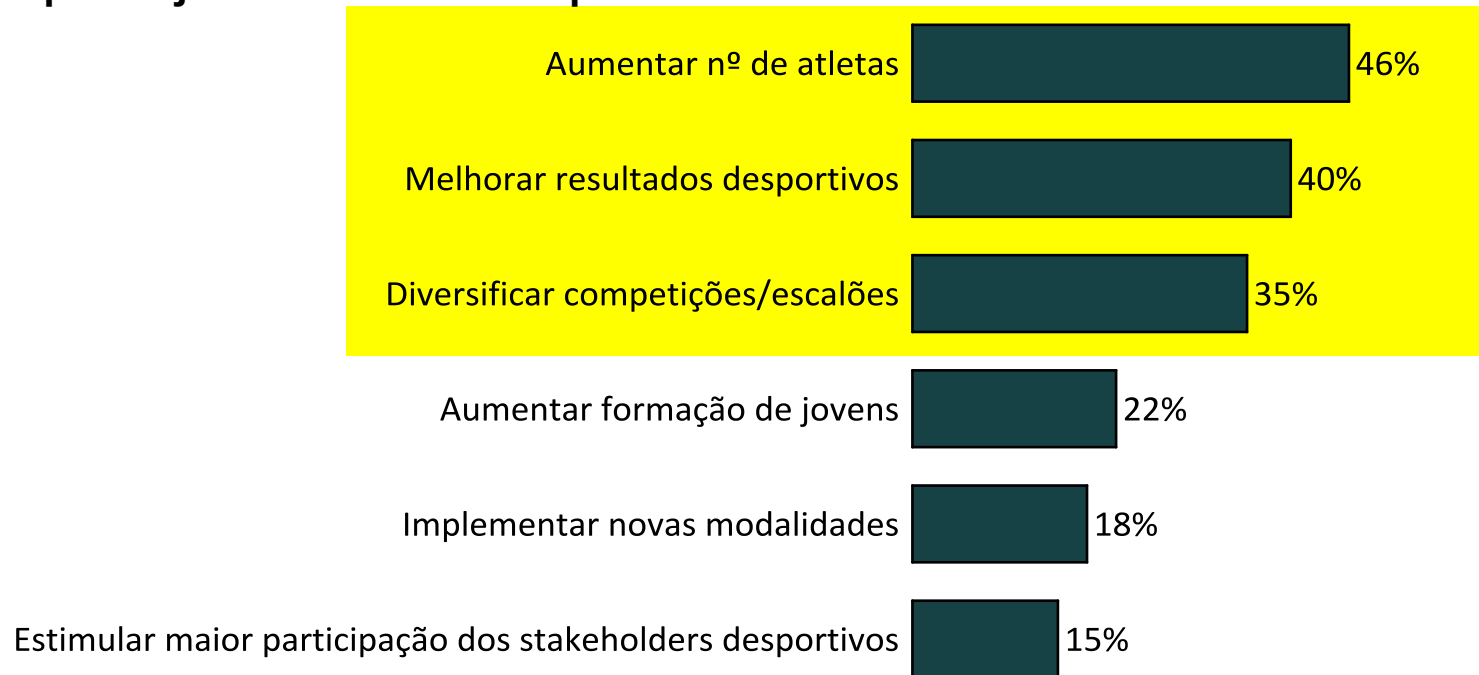 Aumentar nº de atletas 46%
Melhorar resultados desportivos 40%
Diversificar competições/escalões 35%
Aumentar formação de jovens 22%
Implementar novas modalidades 18%
Estimular maior participação dos stakeholders desportivos 15%